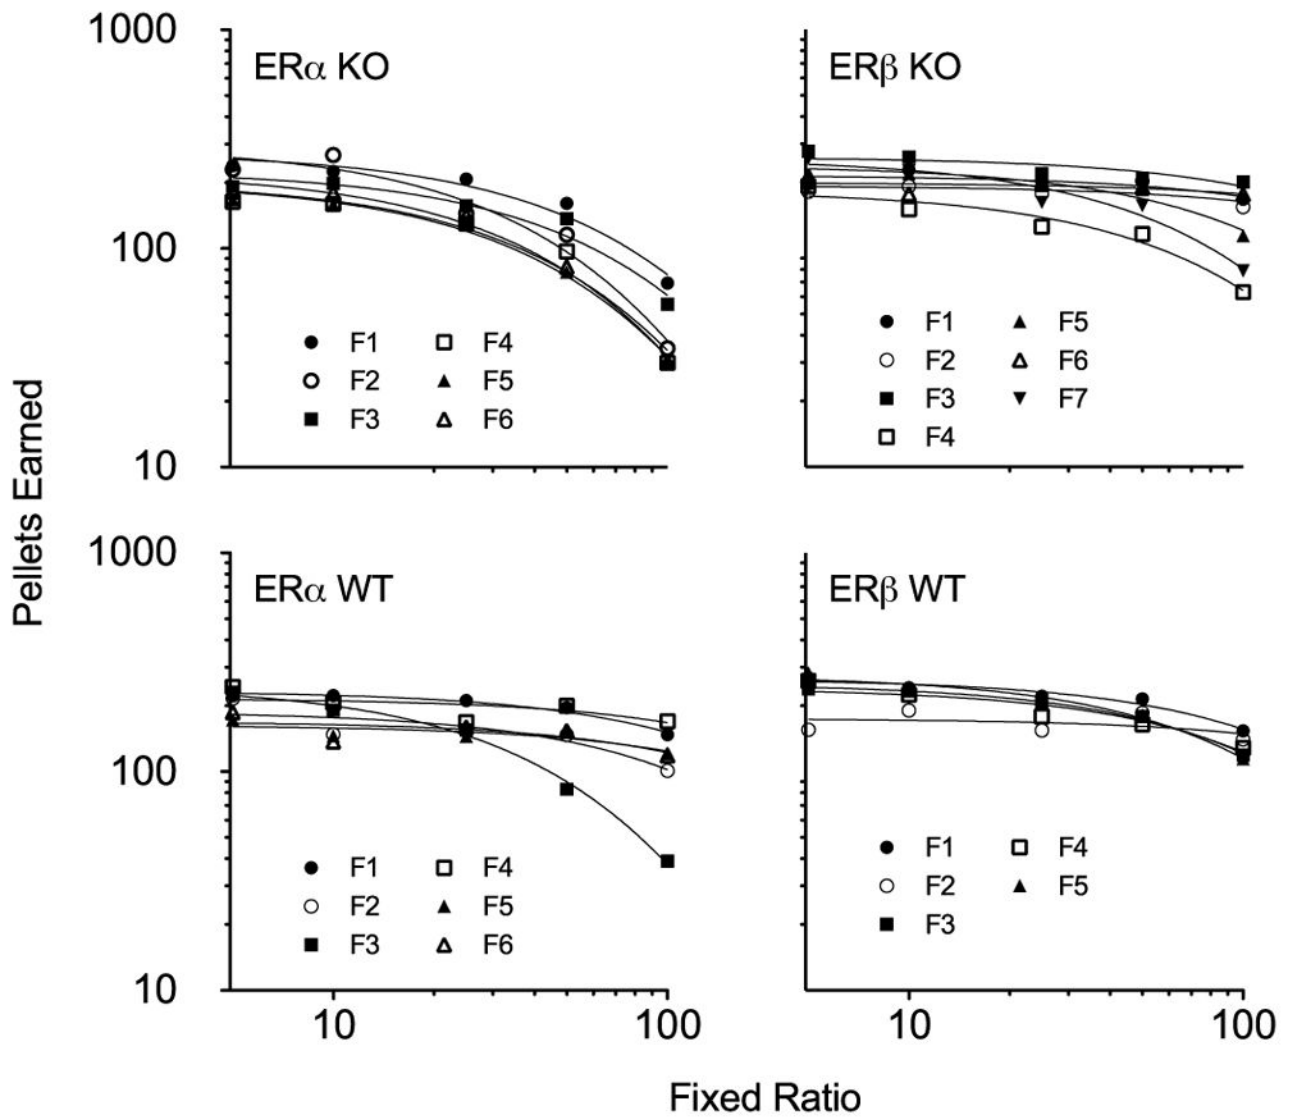 Pellets Earned
1000
100
10
ERα KO
F1
F2
F3
F4
F5
F6
ERβ KO
F1
F2
F3
F4
F5
F6
F7
1000
100
10
ERα WT
F1
F2
F3
F4
F5
F6
10
100
ERβ WT
F1
F2
F3
F4
F5
10
100
Fixed Ratio